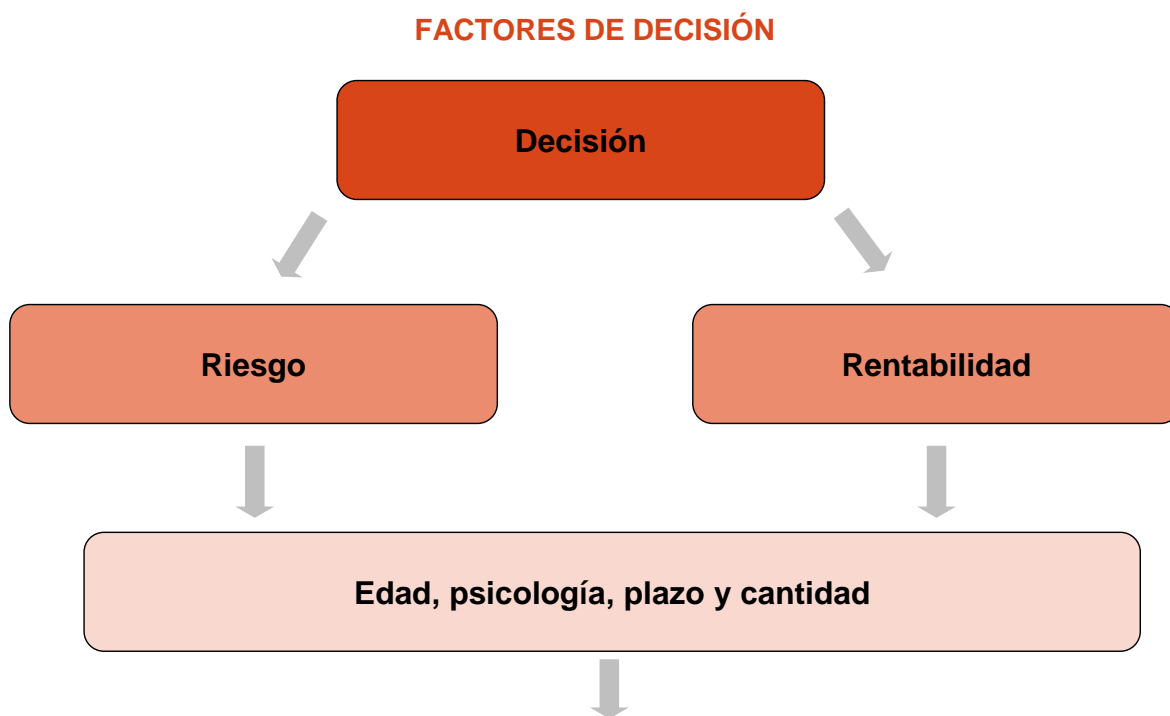 FACTORES DE DECISIÓN
Decisión
Riesgo
Rentabilidad
Edad, psicología, plazo y cantidad